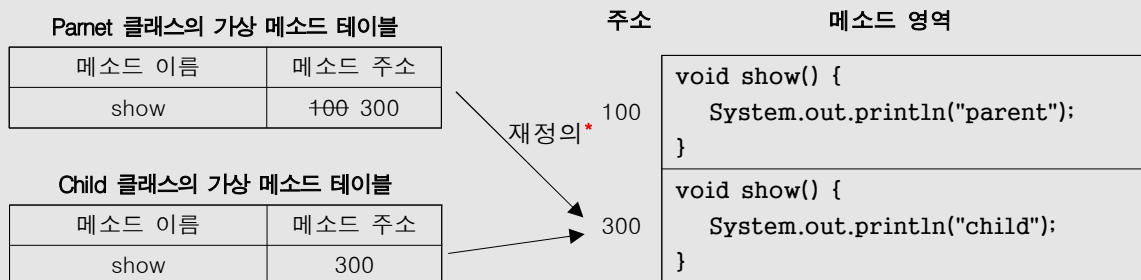 Parnet 클래스의 가상 메소드 테이블
메소드 이름 메소드 주소
show 100 300
재정의*
Child 클래스의 가상 메소드 테이블
메소드 이름 메소드 주소
show 300
주소 메소드 영역
100
void show() {
System.out.println("parent");
}
300
void show() {
System.out.println("child");
}